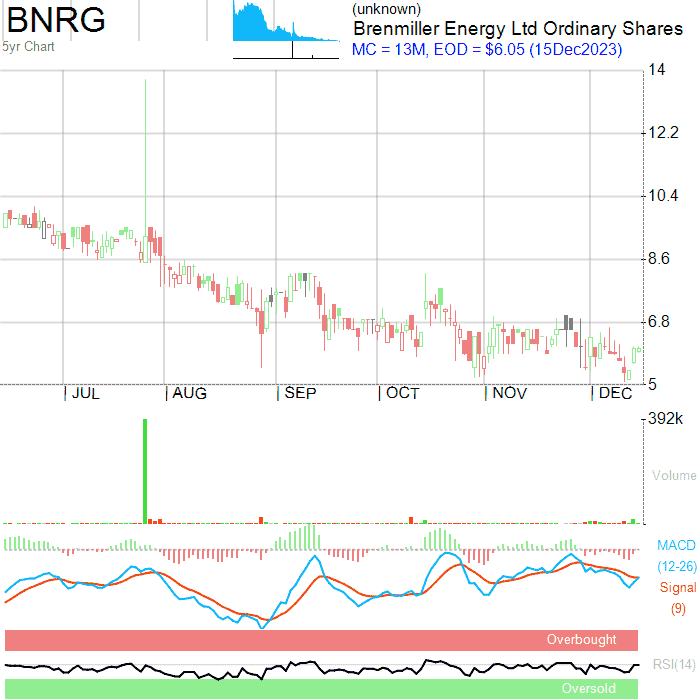 BNRG
5yr Chart
(unknown)
Brenmiller Energy Ltd Ordinary Shares
MC = 13M, EOD = $6.05 (15Dec2023)
14
12.2
10.4
8.6
6.8
5
JUL AUG SEP OCT NOV DEC
392k
Volume
MACD
(12-26)
Signal
(9)
Overbought
RSI(14)
Oversold